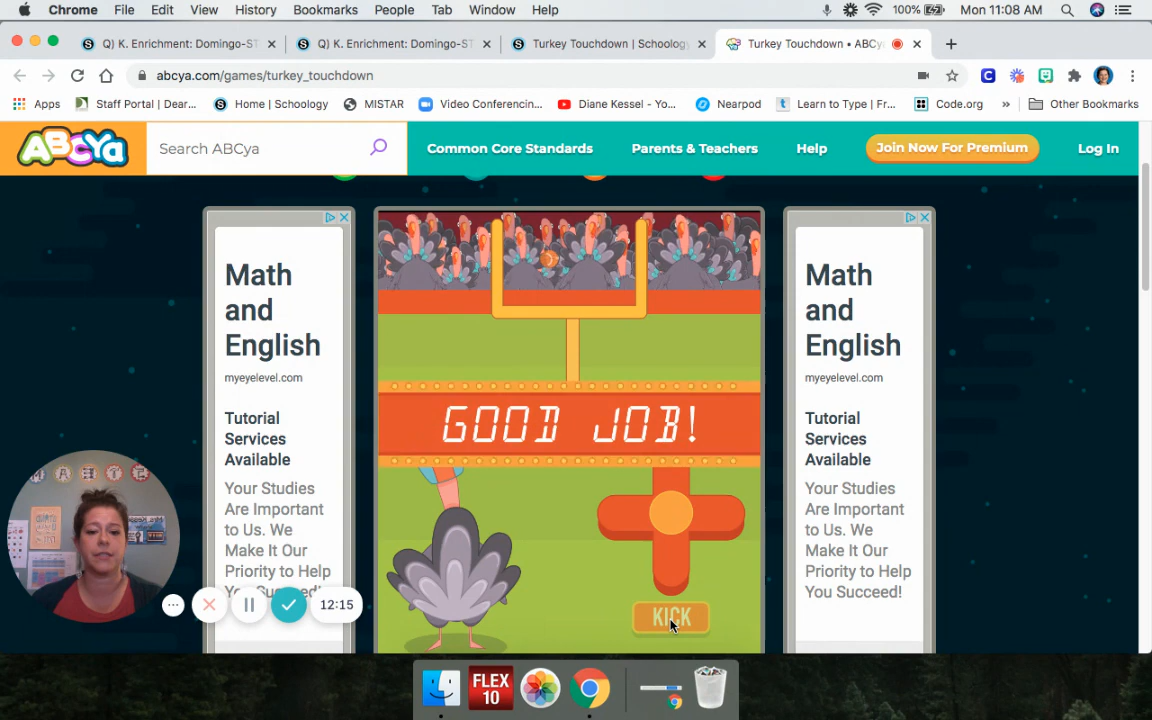 Chrome File Edit View History Bookmarks People Tab Window Help 100% Mon 11:08 AM
Q) K. Enrichment: Domingo-ST Q) K. Enrichment: Domingo-ST Turkey Touchdown | Schoology Turkey Touchdown • ABCy
abcya.com/games/turkey_touchdown
Apps Staff Portal | Dear... Home | Schoology MISTAR Video Conferencin... Diane Kessel - Yo... Nearpod Learn to Type | Fr... Code.org » Other Bookmarks
ABCYa Search ABCya Common Core Standards Parents & Teachers Help Join Now For Premium Log In
Math
and
English
myeyelevel.com
Tutorial
Services
Available
Your Studies
Are Important
to Us. We
Make It Our
Priority to Help
You Succeed!
GOOD JOB!
KICK
Math
and
English
myeyelevel.com
Tutorial
Services
Available
Your Studies
Are Important
to Us. We
Make It Our
Priority to Help
You Succeed!
12:15
FLEX
10